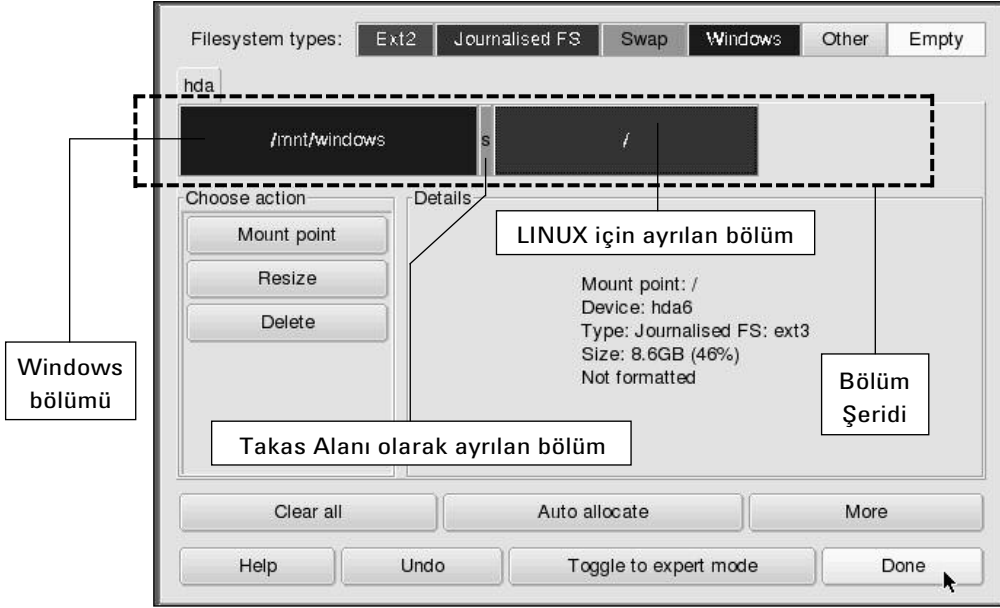 Filesystem types: Ext2 Journalised FS Swap Windows Other Empty
hda
/mnt/windows s /
Choose action
Details
Mount point
Resize
Delete
LINUX için ayrılan bölüm
Mount point: /
Device: hda6
Type: Journalised FS: ext3
Size: 8.6GB (46%)
Not formatted
Windows
bölümü
Bölüm
Şeridi
Takas Alanı olarak ayrılan bölüm
Clear all Auto allocate More
Help Undo Toggle to expert mode Done